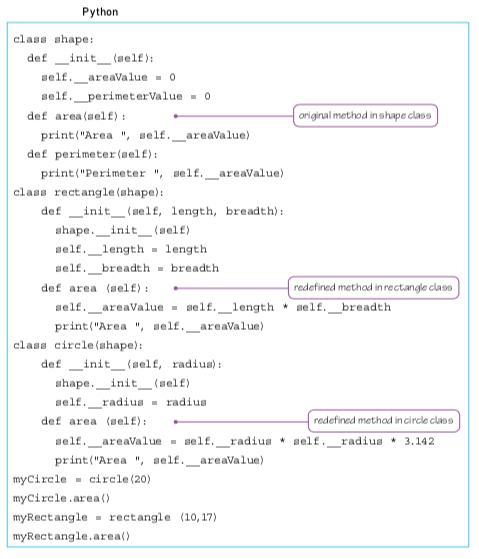 Python
class shape:
  def __init__(self):
    self.__areaValue = 0
    self.__perimeterValue = 0
  def area(self): original method in shape class
    print("Area ", self.__areaValue)
  def perimeter(self):
    print("Perimeter ", self.__areaValue)
class rectangle(shape):
    def __init__(self, length, breadth):
      shape.__init__(self)
      self.__length = length
      self.__breadth = breadth
    def area (self): redefined method in rectangle class
      self.__areaValue = self.__length * self.__breadth
      print("Area ", self.__areaValue)
class circle(shape):
    def __init__(self, radius):
      shape.__init__(self)
      self.__radius = radius
    def area (self): redefined method in circle class
      self.__areaValue = self.__radius * self.__radius * 3.142
      print("Area ", self.__areaValue)
myCircle = circle(20)
myCircle.area()
myRectangle = rectangle (10,17)
myRectangle.area()